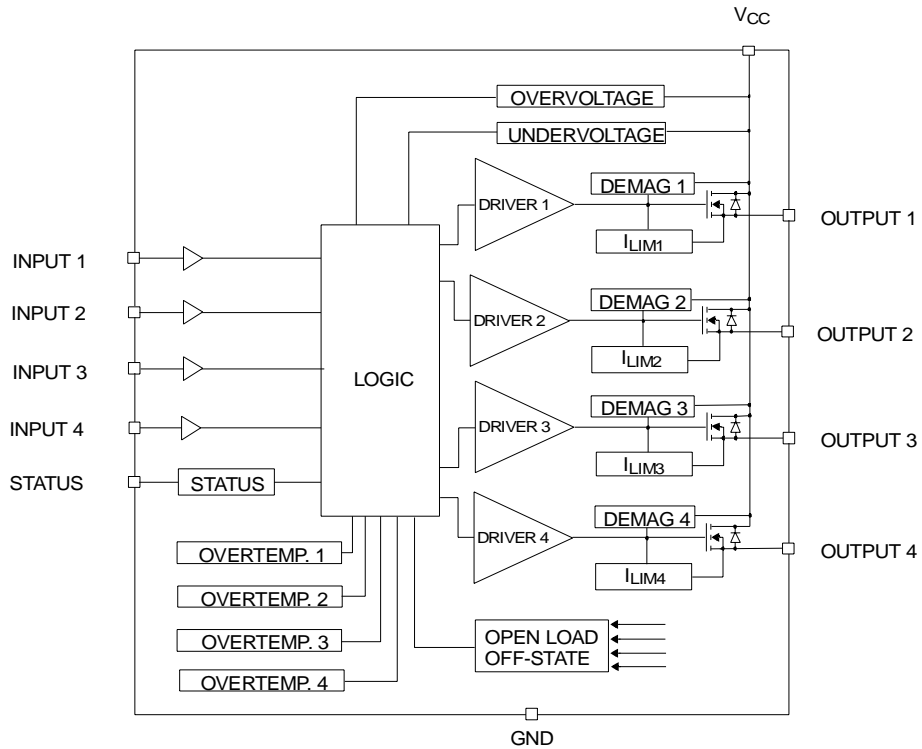 VCC
OVERVOLTAGE
UNDERVOLTAGE
DEMAG 1
DRIVER 1
ILIM1
OUTPUT 1
INPUT 1
DEMAG 2
INPUT 2
DRIVER 2
OUTPUT 2
ILIM2
INPUT 3
LOGIC
DEMAG 3
INPUT 4
DRIVER 3
OUTPUT 3
ILIM3
STATUS
STATUS
DEMAG 4
DRIVER 4
OUTPUT 4
OVERTEMP. 1
ILIM4
OVERTEMP. 2
OVERTEMP. 3
OPEN LOAD
OFF-STATE
OVERTEMP. 4
GND